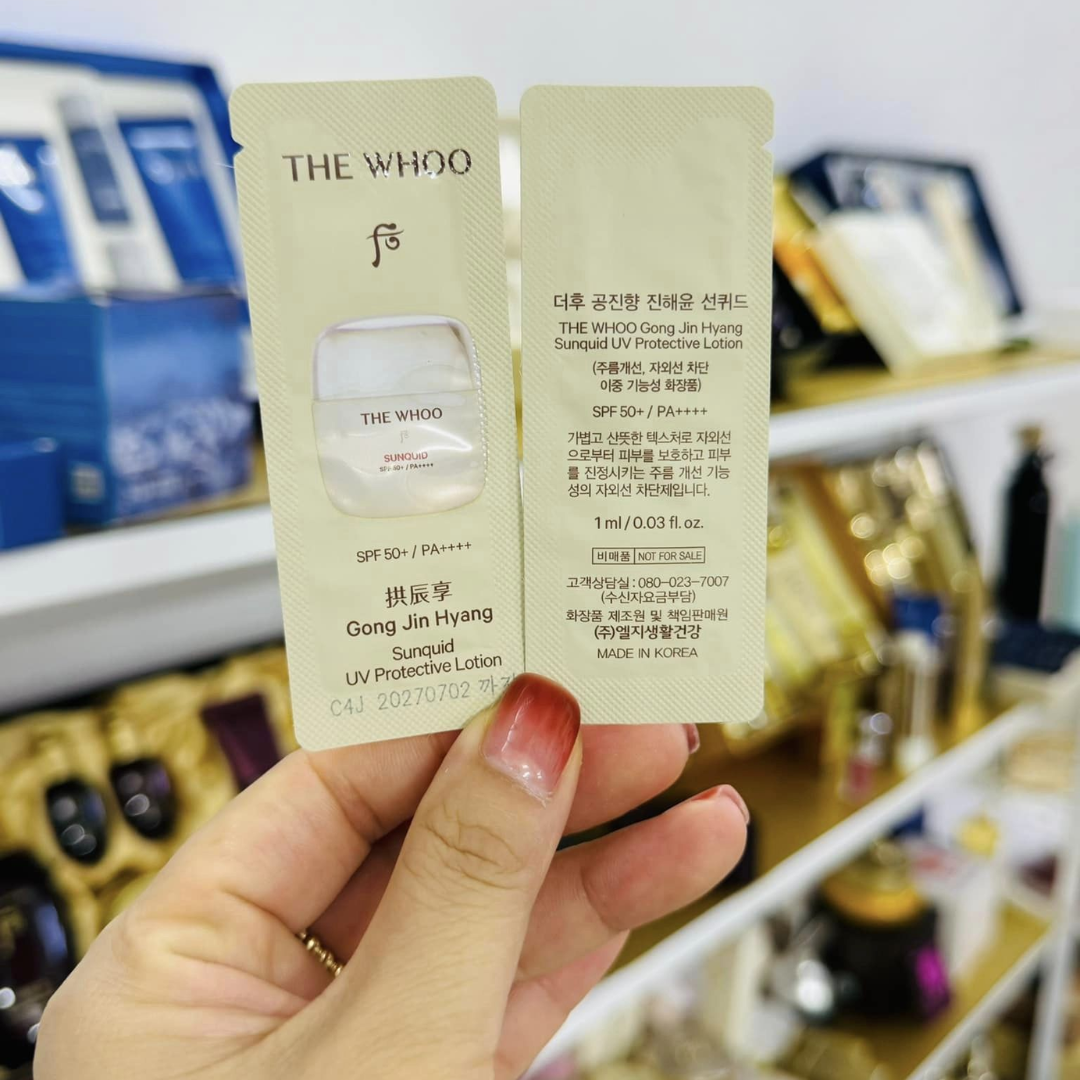 THE WHOO
THE WHOO
SUNQUID
SPF 50+ / PA++++
SPF 50+ / PA++++
拱辰享
Gong Jin Hyang
Sunquid
UV Protective Lotion
C4J 20270702 까지
더후 공진향 진해윤 선퀴드
THE WHOO Gong Jin Hyang
Sunquid UV Protective Lotion
(주름개선, 자외선 차단
이중 기능성 화장품)
SPF 50+ / PA++++
가볍고 산뜻한 텍스처로 자외선
으로부터 피부를 보호하고 피부
를 진정시키는 주름 개선 기능
성의 자외선 차단제입니다.
1 ml / 0.03 fl. oz.
비매품 NOT FOR SALE
고객상담실 : 080-023-7007
(수신자요금부담)
화장품 제조원 및 책임판매원
(주)엘지생활건강
MADE IN KOREA